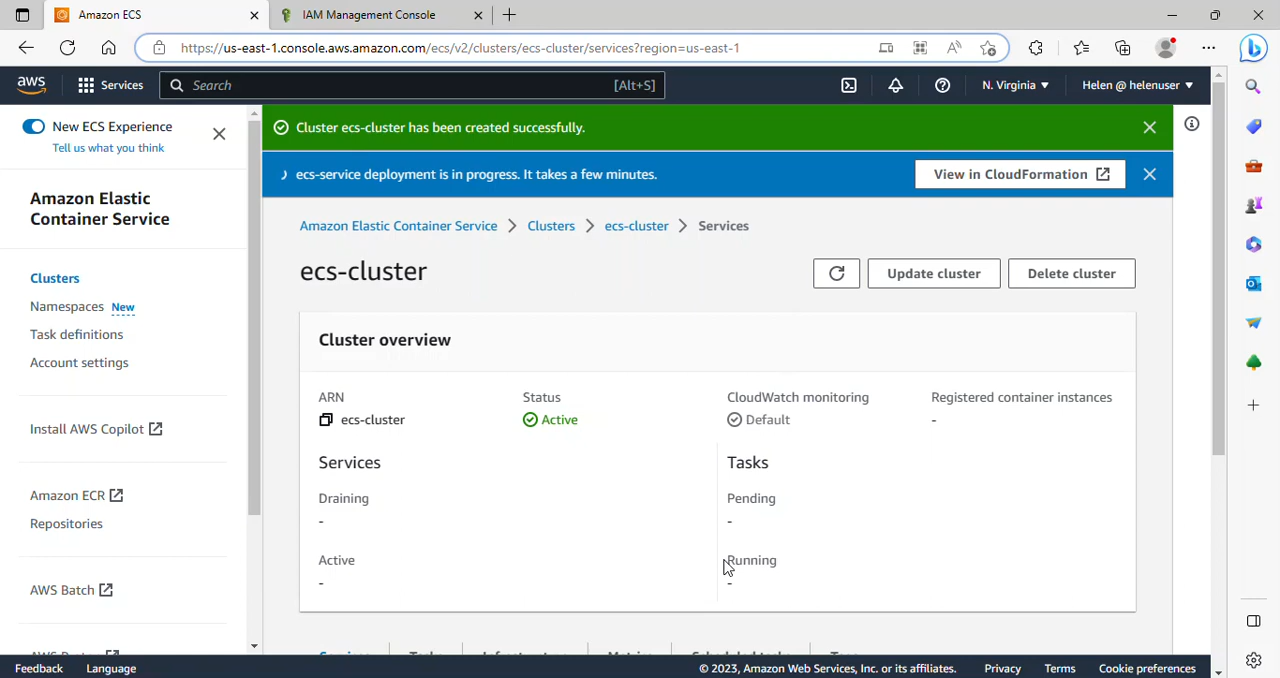 Amazon ECS
IAM Management Console
https://us-east-1.console.aws.amazon.com/ecs/v2/clusters/ecs-cluster/services?region=us-east-1
aws
Services
Search
[Alt+S]
N. Virginia
Helen @ helenuser
New ECS Experience
Tell us what you think
Amazon Elastic
Container Service
Clusters
Namespaces New
Task definitions
Account settings
Install AWS Copilot
Amazon ECR
Repositories
AWS Batch
Cluster ecs-cluster has been created successfully.
ecs-service deployment is in progress. It takes a few minutes.
View in CloudFormation
Amazon Elastic Container Service > Clusters > ecs-cluster > Services
ecs-cluster
Update cluster
Delete cluster
Cluster overview
ARN
ecs-cluster
Status
Active
CloudWatch monitoring
Default
Registered container instances
-
Services
Draining
-
Active
-
Tasks
Pending
-
Running
-
Feedback
Language
© 2023, Amazon Web Services, Inc. or its affiliates.
Privacy
Terms
Cookie preferences